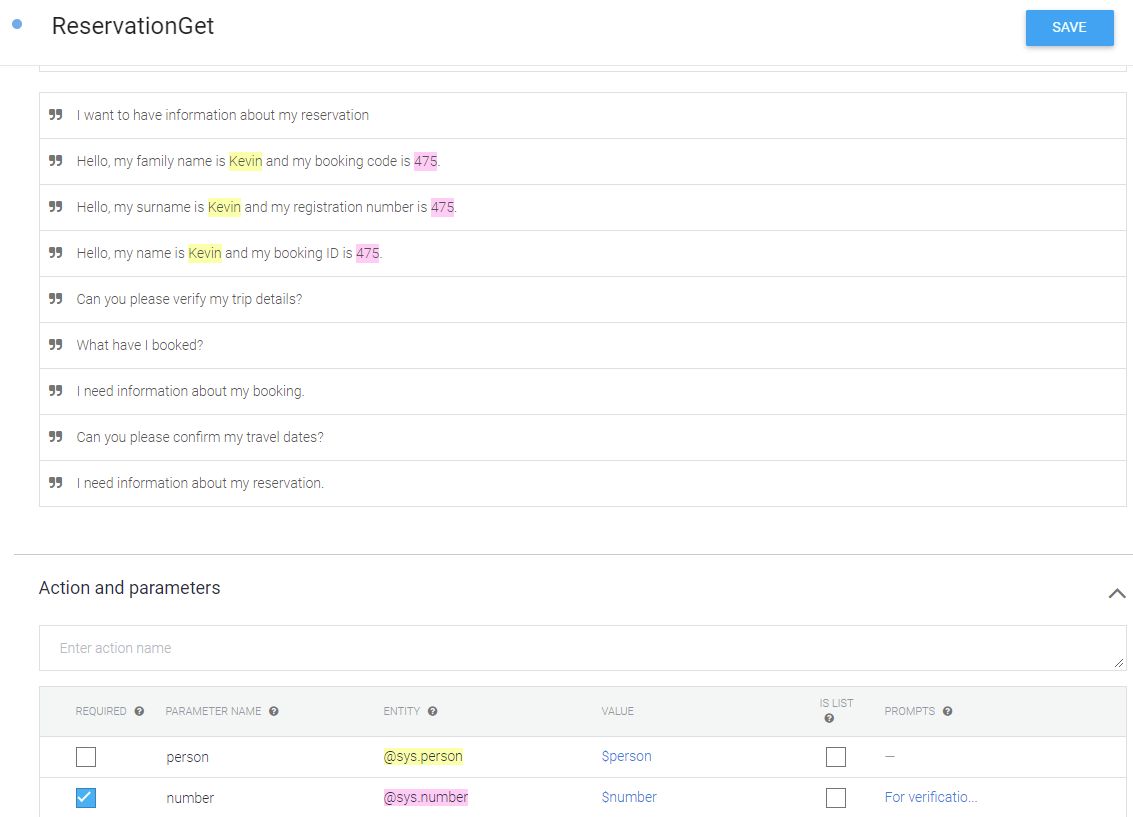 ReservationGet
SAVE
I want to have information about my reservation
Hello, my family name is Kevin and my booking code is 475.
Hello, my surname is Kevin and my registration number is 475.
Hello, my name is Kevin and my booking ID is 475.
Can you please verify my trip details?
What have I booked?
I need information about my booking.
Can you please confirm my travel dates?
I need information about my reservation.
Action and parameters
Enter action name
REQUIRED PARAMETER NAME ENTITY VALUE IS LIST PROMPTS
person @sys.person $person —
number @sys.number $number For verificatio...